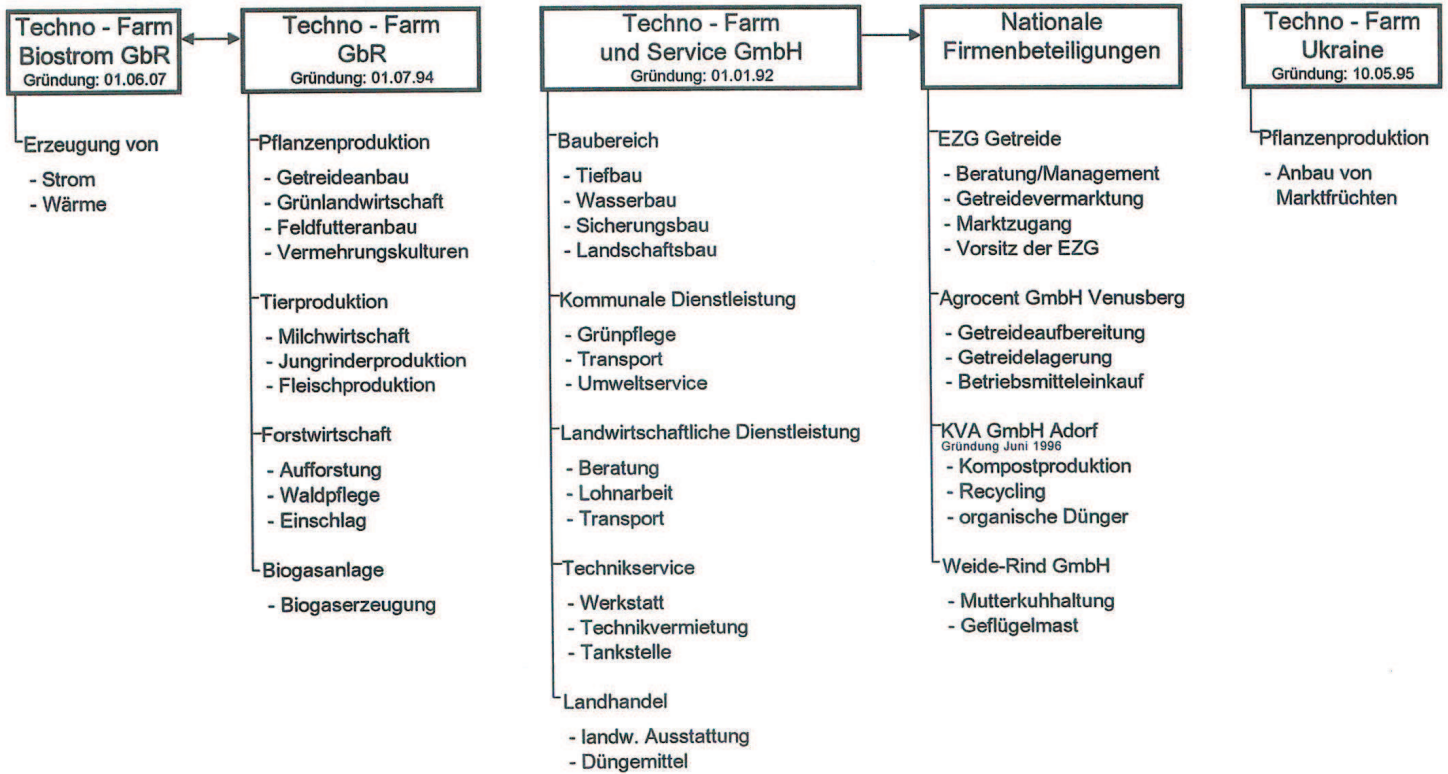 Techno - Farm
Biostrom GbR
Gründung: 01.06.07
Erzeugung von
- Strom
- Wärme
Techno - Farm
GbR
Gründung: 01.07.94
Pflanzenproduktion
- Getreideanbau
- Grünlandwirtschaft
- Feldfutteranbau
- Vermehrungskulturen
Tierproduktion
- Milchwirtschaft
- Jungrinderproduktion
- Fleischproduktion
Forstwirtschaft
- Aufforstung
- Waldpflege
- Einschlag
Biogasanlage
- Biogaserzeugung
Techno - Farm
und Service GmbH
Gründung: 01.01.92
Baubereich
- Tiefbau
- Wasserbau
- Sicherungsbau
- Landschaftsbau
Kommunale Dienstleistung
- Grünpflege
- Transport
- Umweltservice
Landwirtschaftliche Dienstleistung
- Beratung
- Lohnarbeit
- Transport
Technikservice
- Werkstatt
- Technikvermietung
- Tankstelle
Landhandel
- landw. Ausstattung
- Düngemittel
Nationale
Firmenbeteiligungen
EZG Getreide
- Beratung/Management
- Getreidevermarktung
- Marktzugang
- Vorsitz der EZG
Agrocent GmbH Venusberg
- Getreideaufbereitung
- Getreidelagerung
- Betriebsmitteleinkauf
KVA GmbH Adorf
Gründung Juni 1996
- Kompostproduktion
- Recycling
- organische Dünger
Weide-Rind GmbH
- Mutterkuhhaltung
- Geflügelmast
Techno - Farm
Ukraine
Gründung: 10.05.95
Pflanzenproduktion
- Anbau von
Marktfrüchten